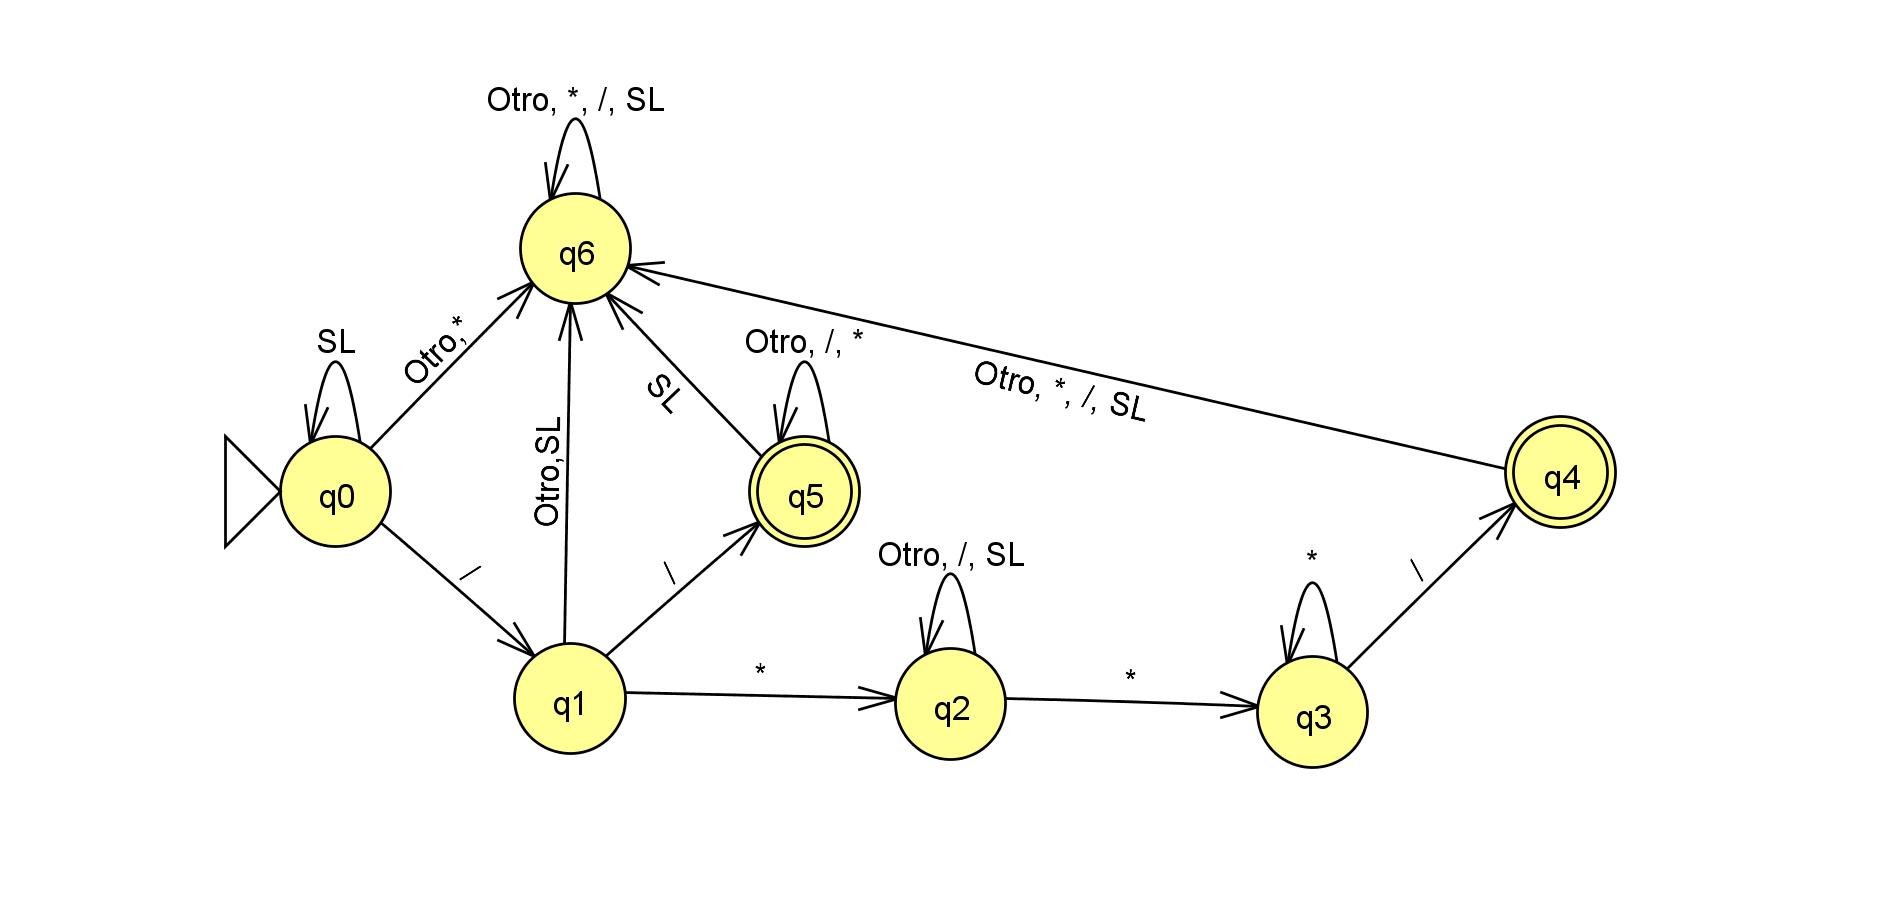 Otro, *, /, SL
q6
SL
Otro,*
Otro, /, *
SL
Otro, *, /, SL
Otro,SL
q0
q5
q4
/
/
Otro, /, SL
*
/
q1
*
q2
*
q3